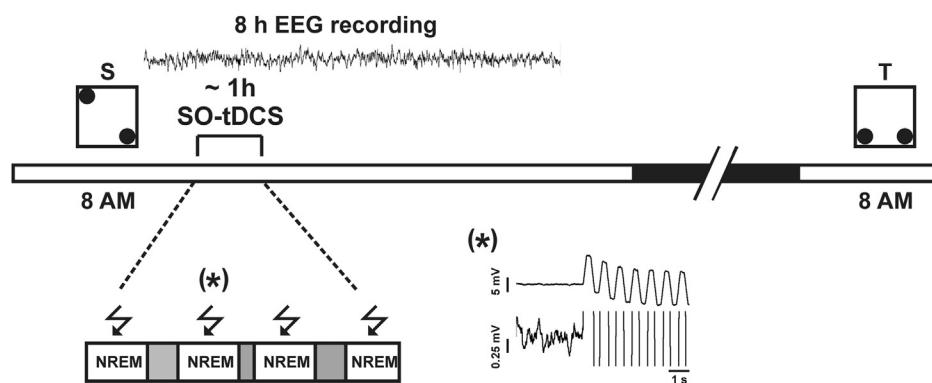 8 h EEG recording
S
~ 1h
SO-tDCS
T
8 AM
8 AM
(*)
(*)
5 mV
0.25 mV
1 s
NREM NREM NREM NREM